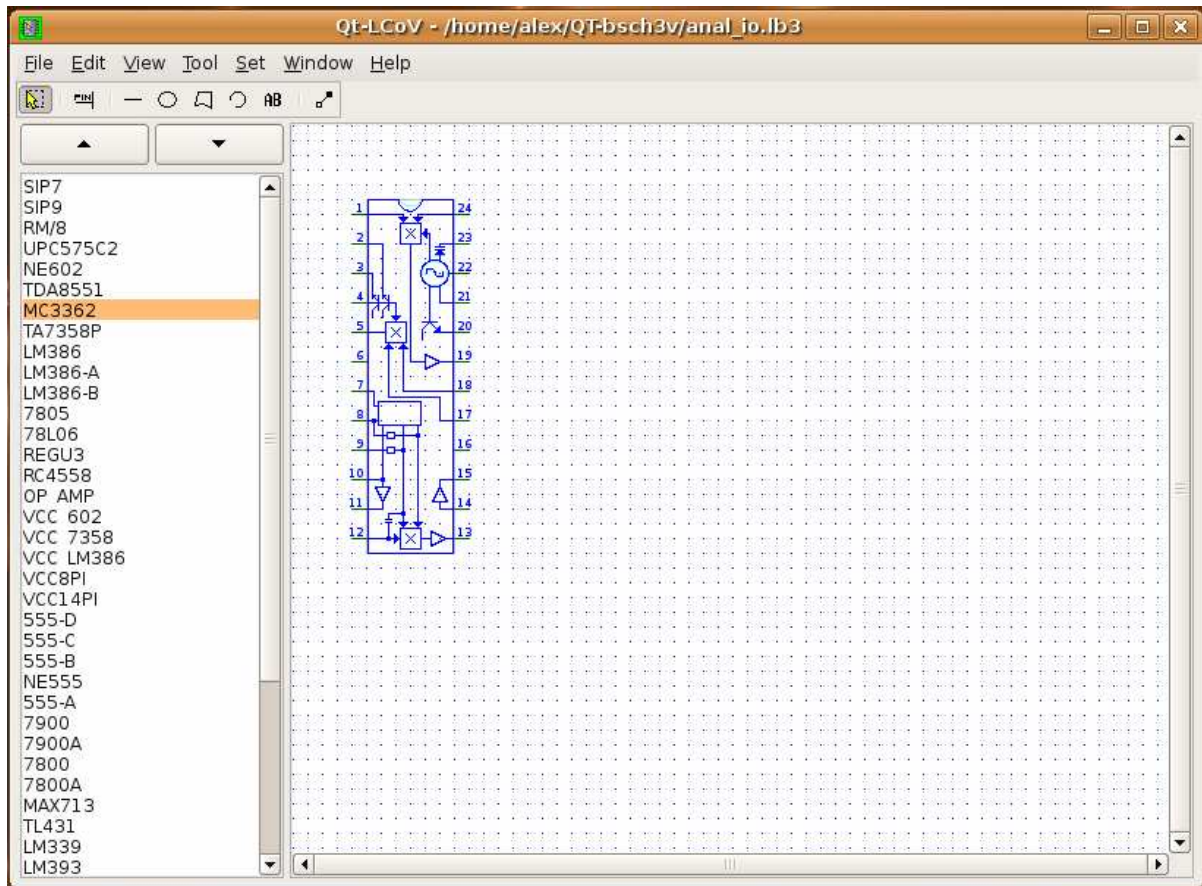 Qt-LCoV - /home/alex/QT-bsch3v/anal_io.lb3
File Edit View Tool Set Window Help
PIN AB
SIP7
SIP9
RM/8
UPC575C2
NE602
TDA8551
MC3362
TA7358P
LM386
LM386-A
LM386-B
7805
78L06
REGU3
RC4558
OP AMP
VCC 602
VCC 7358
VCC LM386
VCC8PI
VCC14PI
555-D
555-C
555-B
NE555
555-A
7900
7900A
7800
7800A
MAX713
TL431
LM339
LM393
1 24
2 23
3 22
4 21
5 20
6 19
7 18
8 17
9 16
10 15
11 14
12 13